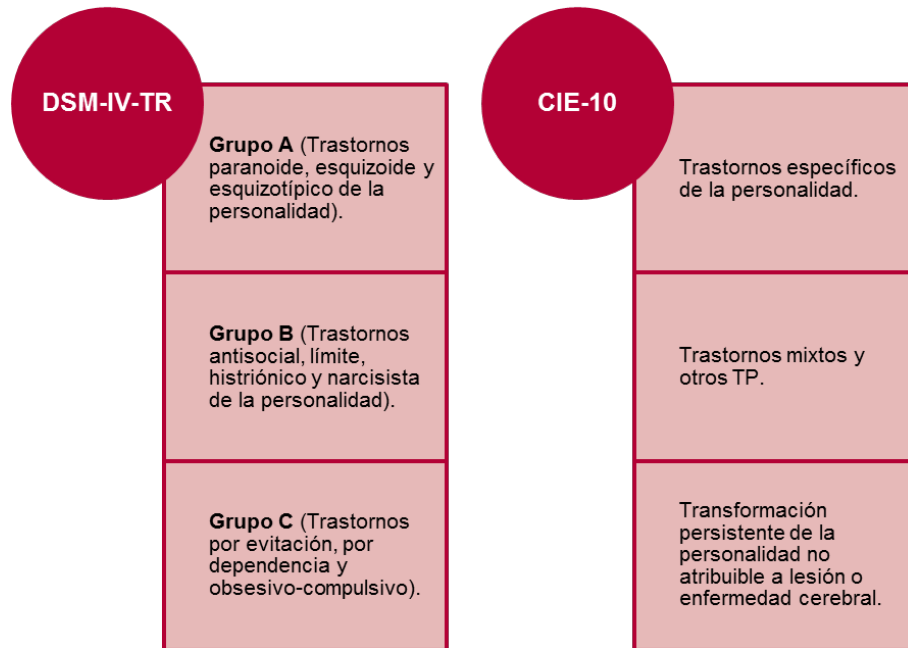 DSM-IV-TR
Grupo A (Trastornos
paranoide, esquizoide y
esquizotípico de la
personalidad).
Grupo B (Trastornos
antisocial, límite,
histriónico y narcisista
de la personalidad).
Grupo C (Trastornos
por evitación, por
dependencia y
obsesivo-compulsivo).
CIE-10
Trastornos específicos
de la personalidad.
Trastornos mixtos y
otros TP.
Transformación
persistente de la
personalidad no
atribuible a lesión o
enfermedad cerebral.